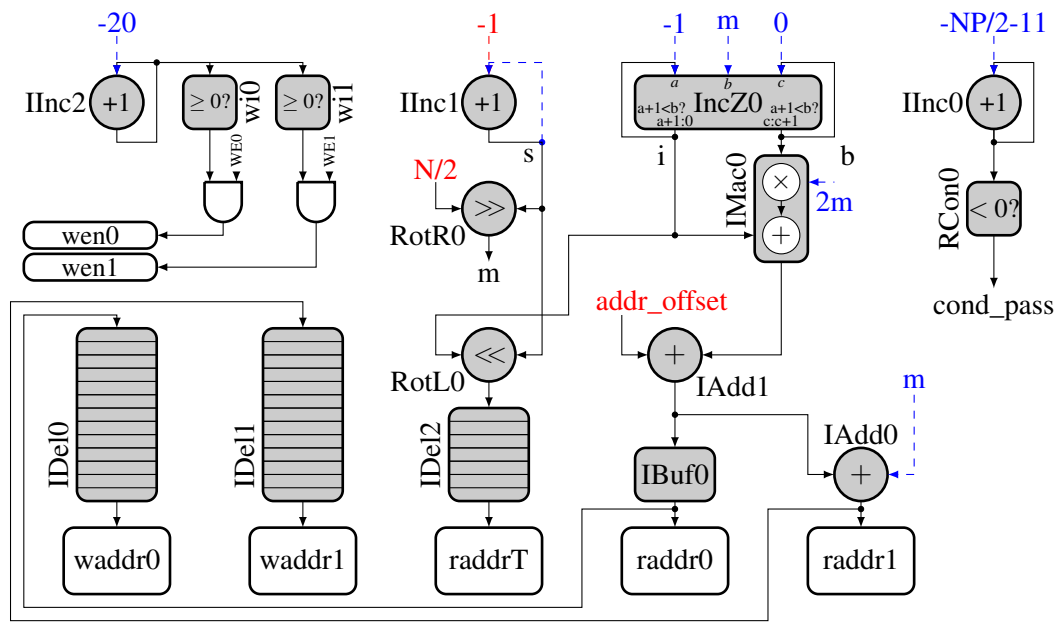 -20
-1
-1
m
0
-NP/2-11
IInc2
+1
≥ 0?
wi0
≥ 0?
wi1
IInc1
+1
a
b
c
a+1<b?
a+1:0
IncZ0
a+1<b?
c:c+1
IInc0
+1
WE0
WE1
s
i
b
N/2
>>
RotR0
m
IMac0
×
+
2m
RCon0
< 0?
cond_pass
wen0
wen1
addr_offset
<<
RotL0
+
IAdd1
m
IAdd0
+
IDel0
IDel1
IDel2
IBuf0
waddr0
waddr1
raddrT
raddr0
raddr1